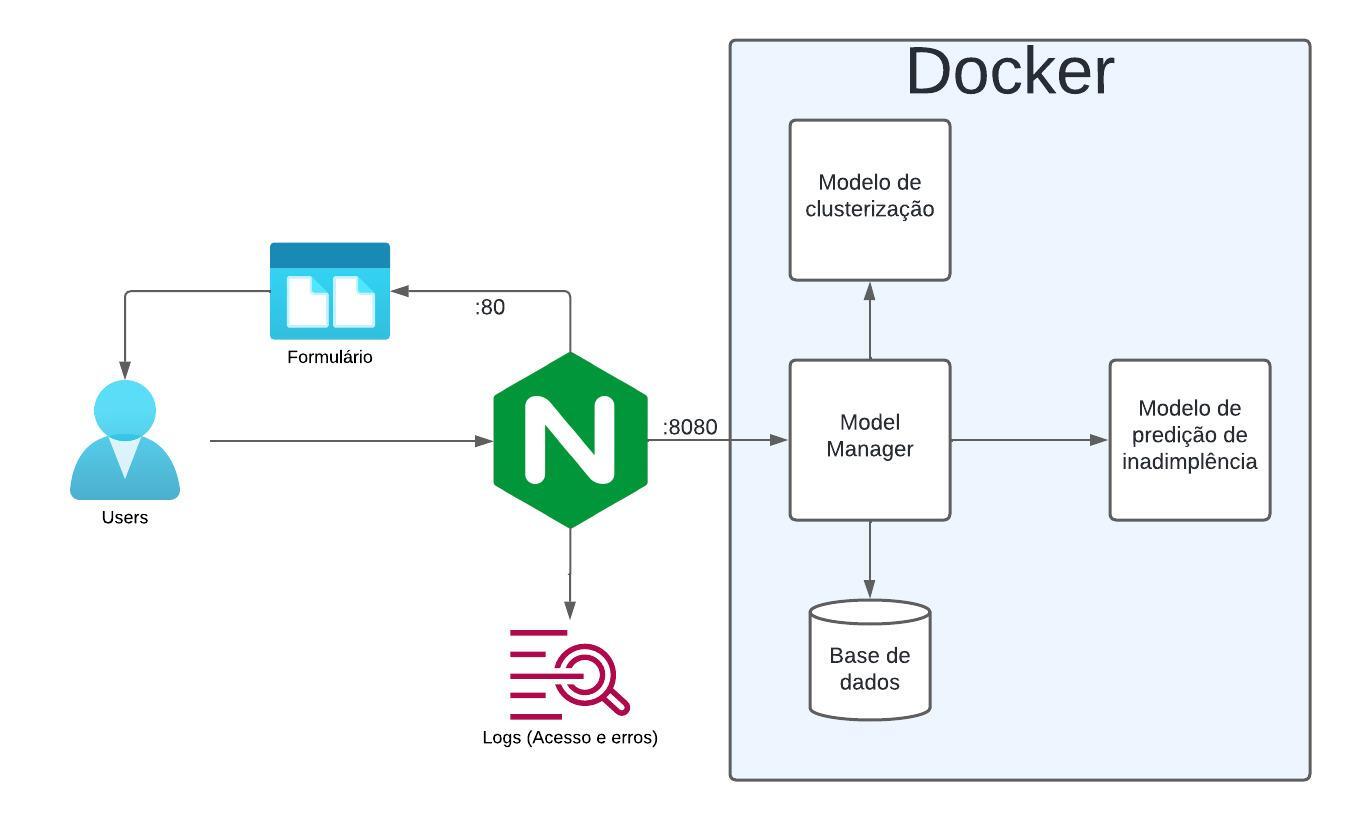 Docker
Modelo de
clusterização
:80
Formulário
Users
N
:8080
Model
Manager
Modelo de
predição de
inadimplência
Base de
dados
Logs (Acesso e erros)